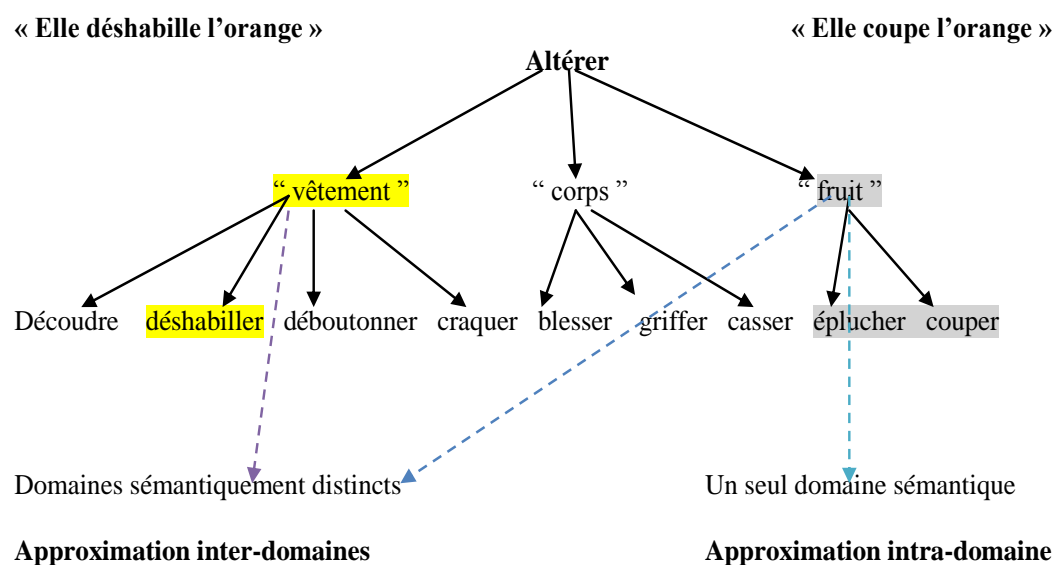 « Elle déshabille l’orange » « Elle coupe l’orange »
Altérer
“ vêtement ” “ corps ” “ fruit ”
Découdre déshabiller déboutonner craquer blesser griffer casser éplucher couper
Domaines sémantiquement distincts Un seul domaine sémantique
Approximation inter-domaines Approximation intra-domaine